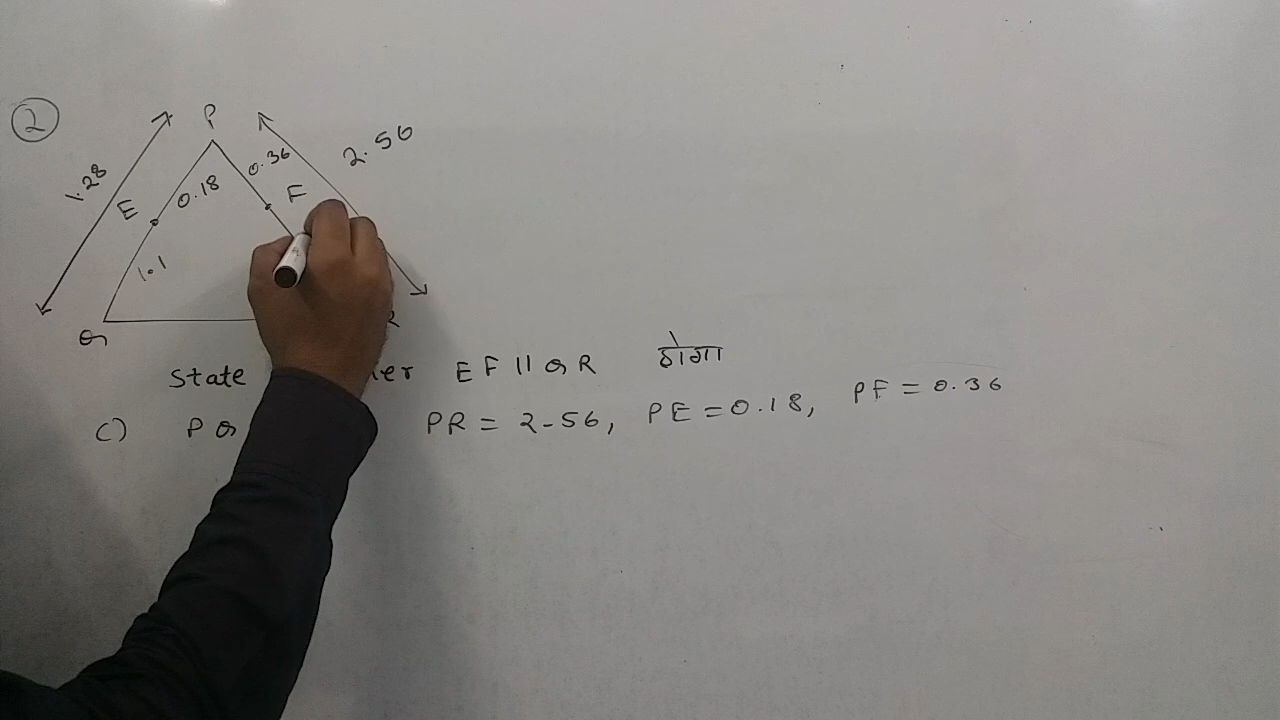 2
P
2.56
1.28
0.36
0.18
E
F
1.1
Q
State EF || QR होगा
C) PQ PR = 2.56, PE = 0.18, PF = 0.36